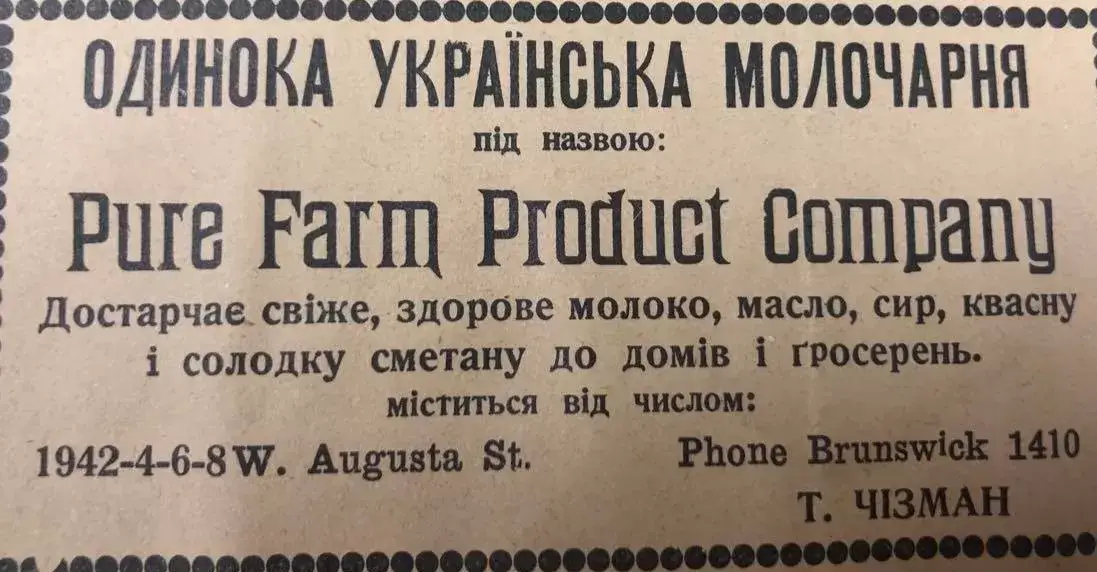 ОДИНОКА УКРАЇНСЬКА МОЛОЧАРНЯ
під назвою:
Pure Farm Product Company
Достарчає свіже, здорове молоко, масло, сир, квасну
і солодку сметану до домів і ґросерень.
міститься від числом:
1942-4-6-8 W. Augusta St. Phone Brunswick 1410
Т. ЧІЗМАН